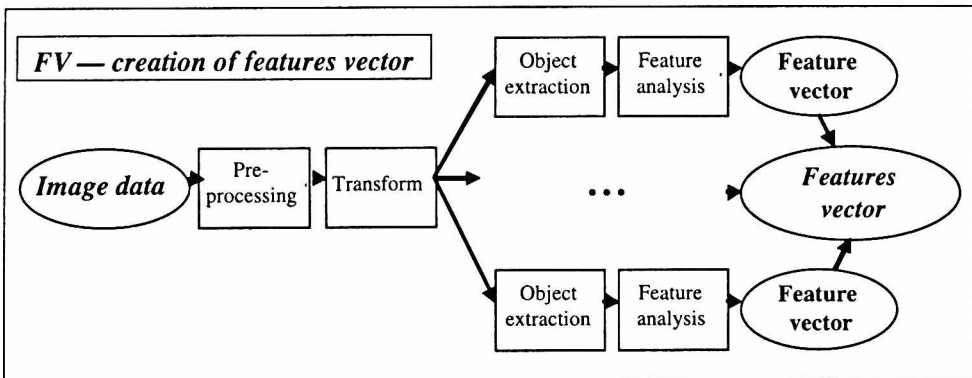 FV — creation of features vector
Image data
Pre-
processing
Transform
Object
extraction
Feature
analysis
Feature
vector
...
Features
vector
Object
extraction
Feature
analysis
Feature
vector